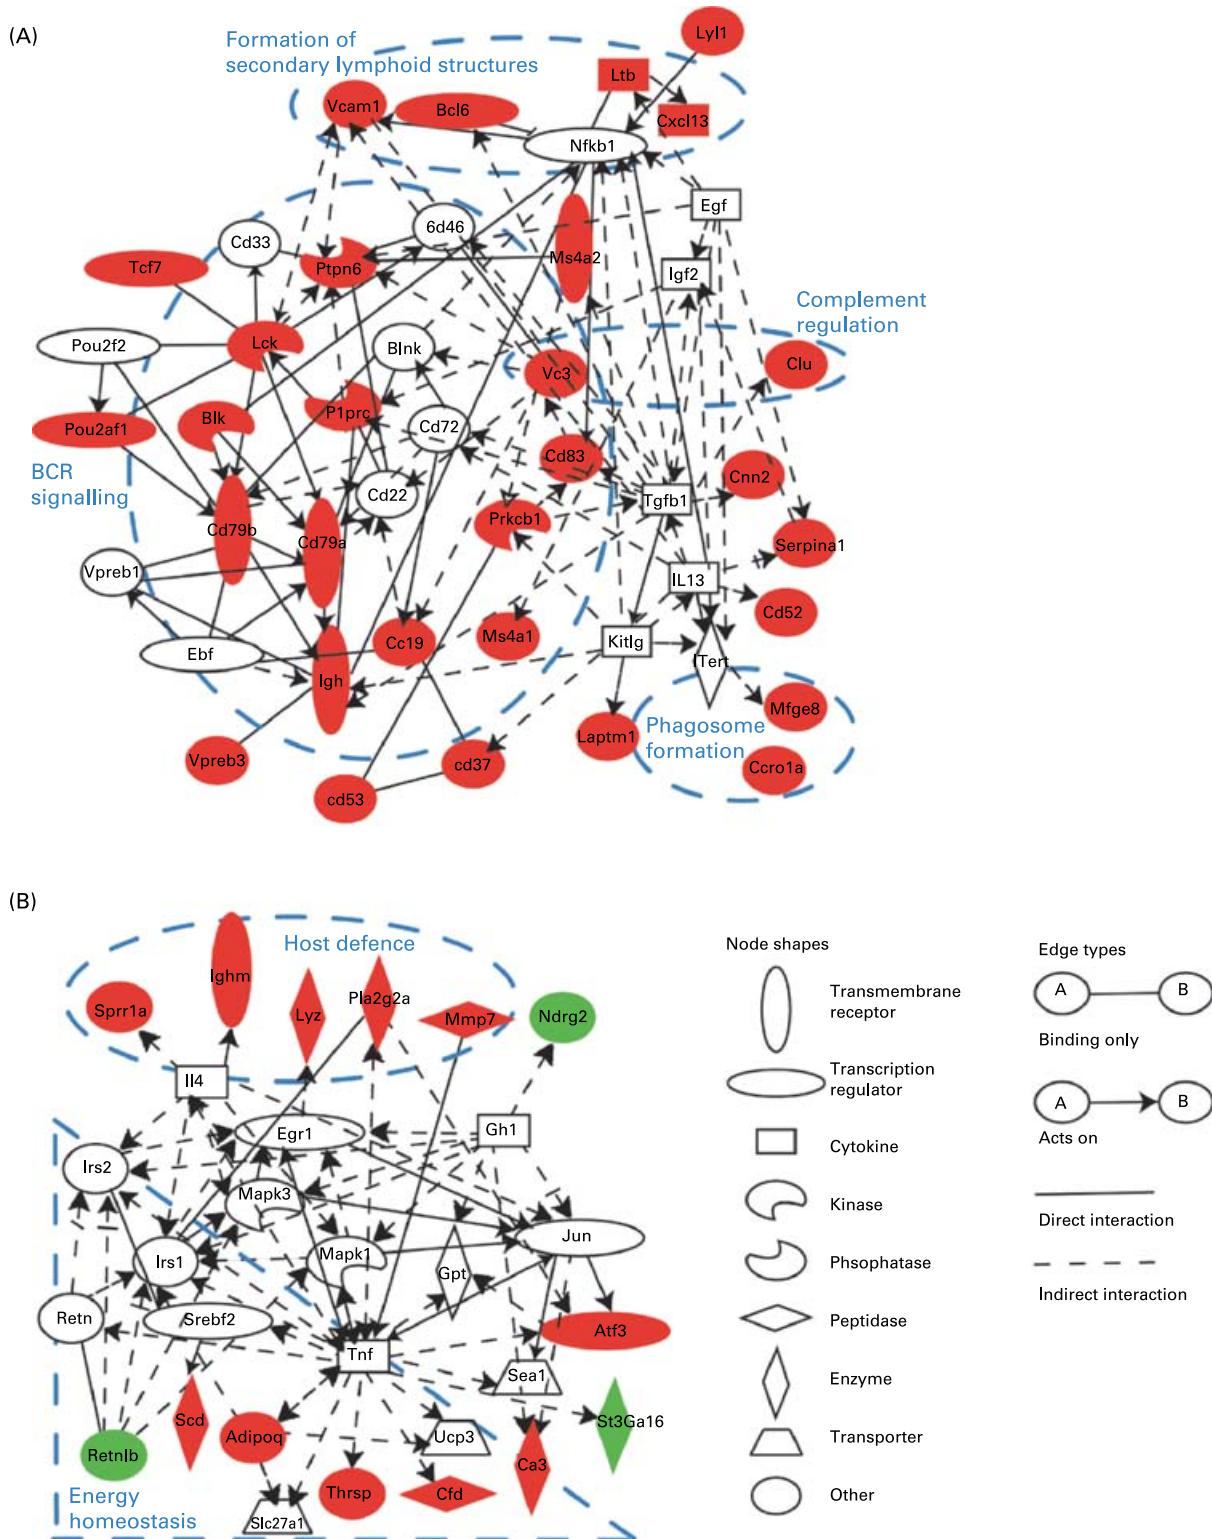 (A)
Formation of
secondary lymphoid structures
Lyl1
Ltb
Vcam1
Bcl6
Cxcl13
Nfkb1
Egf
6d46
Cd33
Ms4a2
Tcf7
Ptpn6
Igf2
Complement
regulation
Pou2f2
Lck
Blnk
Vc3
Clu
Blk
P1prc
Pou2af1
Cd72
BCR
signalling
Cd83
Cnn2
Cd22
Tgfb1
Prkcb1
Cd79b
Cd79a
Serpina1
Vpreb1
IL13
Cd52
Ms4a1
Kitlg
Cc19
Ebf
ITert
Igh
Mfge8
Phagosome
formation
Laptm1
Vpreb3
cd37
Ccro1a
cd53
(B)
Host defence
Ighm
Pla2g2a
Sprr1a
Lyz
Mmp7
Ndrg2
Il4
Egr1
Gh1
Irs2
Mapk3
Jun
Irs1
Mapk1
Gpt
Retn
Srebf2
Atf3
Tnf
Sea1
Scd
St3Ga16
Adipoq
Ucp3
Retnlb
Ca3
Thrsp
Cfd
Energy
homeostasis
Slc27a1
Node shapes
Transmembrane
receptor
Transcription
regulator
Cytokine
Kinase
Phsophatase
Peptidase
Enzyme
Transporter
Other
Edge types
A
B
Binding only
A
B
Acts on
Direct interaction
Indirect interaction